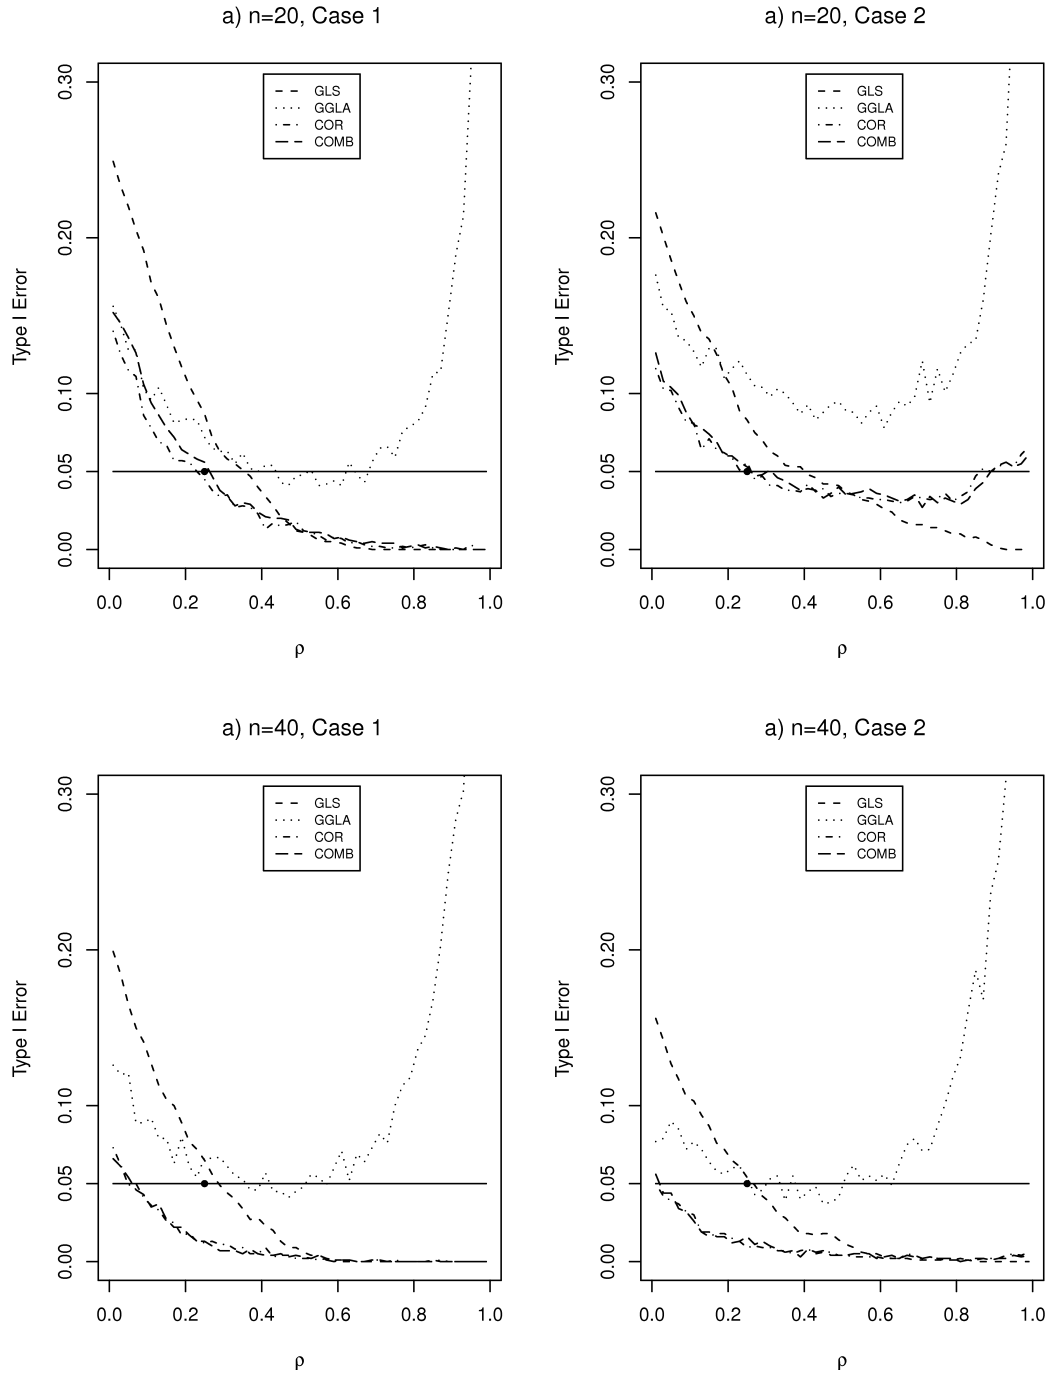 a) n=20, Case 1
Type I Error
0.30
0.20
0.10
0.05
0.00
GLS
GGLA
COR
COMB
0.0 0.2 0.4 0.6 0.8 1.0
ρ
a) n=20, Case 2
Type I Error
0.30
0.20
0.10
0.05
0.00
GLS
GGLA
COR
COMB
0.0 0.2 0.4 0.6 0.8 1.0
ρ
a) n=40, Case 1
Type I Error
0.30
0.20
0.10
0.05
0.00
GLS
GGLA
COR
COMB
0.0 0.2 0.4 0.6 0.8 1.0
ρ
a) n=40, Case 2
Type I Error
0.30
0.20
0.10
0.05
0.00
GLS
GGLA
COR
COMB
0.0 0.2 0.4 0.6 0.8 1.0
ρ